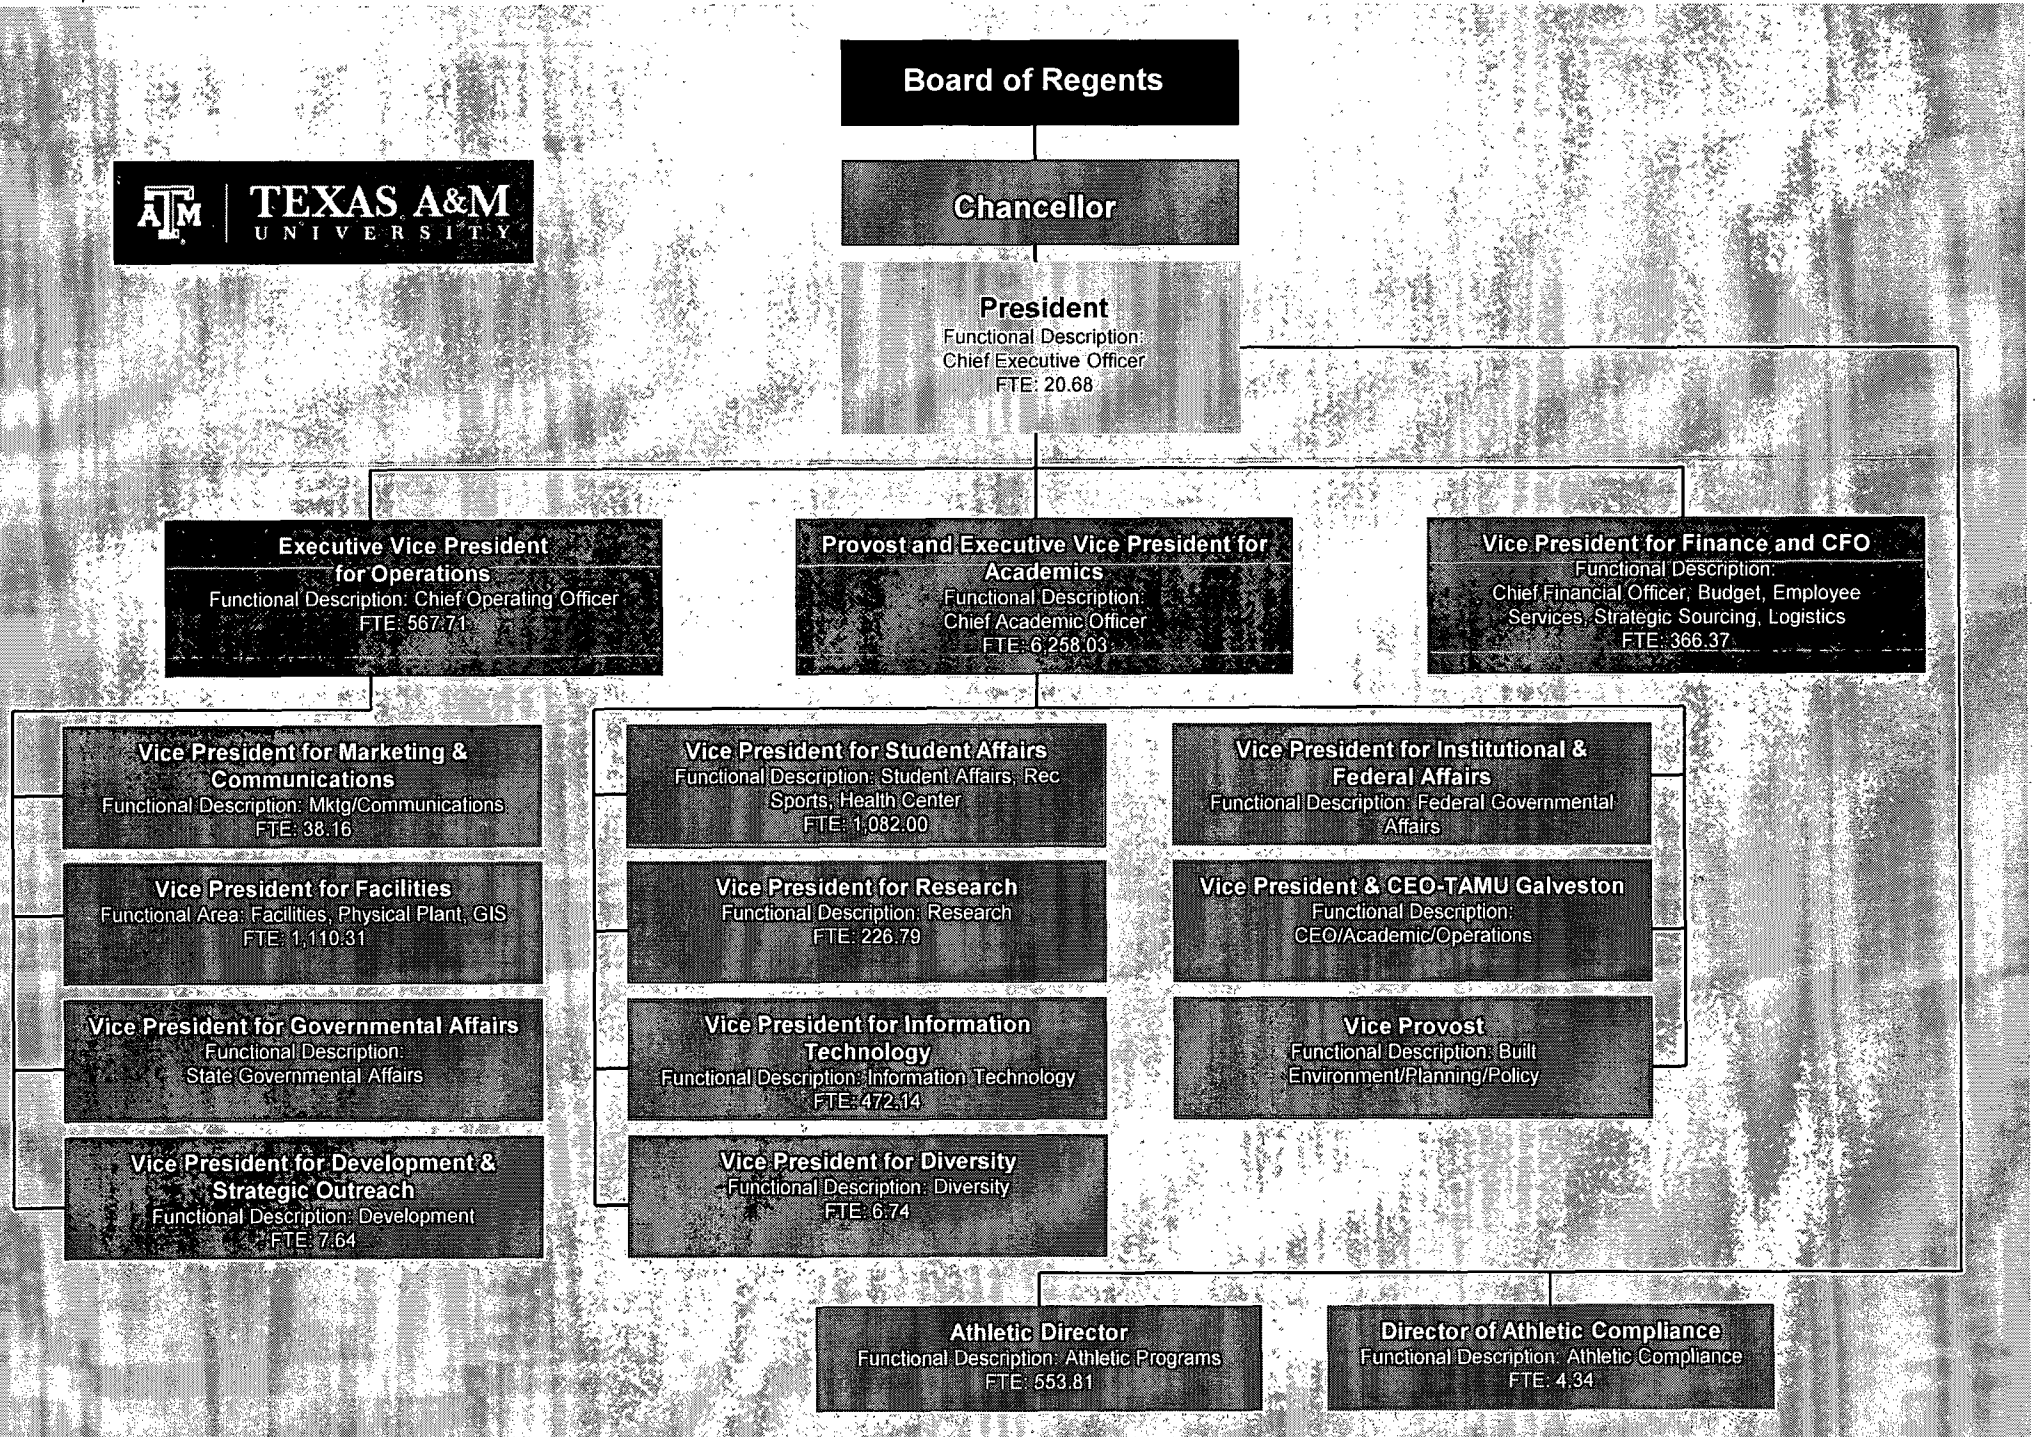 Board of Regents
ATM
TEXAS A&M
UNIVERSITY
Chancellor
President
Functional Description:
Chief Executive Officer
FTE: 20.68
Executive Vice President
for Operations
Functional Description: Chief Operating Officer
FTE: 567.71
Provost and Executive Vice President for
Academics
Functional Description:
Chief Academic Officer
FTE: 6,258.03
Vice President for Finance and CFO
Functional Description:
Chief Financial Officer, Budget, Employee
Services, Strategic Sourcing, Logistics
FTE: 366.37
Vice President for Marketing &
Communications
Functional Description: Mktg/Communications
FTE: 38.16
Vice President for Facilities
Functional Area: Facilities, Physical Plant, GIS
FTE: 1,110.31
Vice President for Governmental Affairs
Functional Description:
State Governmental Affairs
Vice President for Development &
Strategic Outreach
Functional Description: Development
FTE: 7.64
Vice President for Student Affairs
Functional Description: Student Affairs, Rec
Sports, Health Center
FTE: 1,082.00
Vice President for Research
Functional Description: Research
FTE: 226.79
Vice President for Information
Technology
Functional Description: Information Technology
FTE: 472.14
Vice President for Diversity
Functional Description: Diversity
FTE: 6.74
Vice President for Institutional &
Federal Affairs
Functional Description: Federal Governmental
Affairs
Vice President & CEO-TAMU Galveston
Functional Description:
CEO/Academic/Operations
Vice Provost
Functional Description: Built
Environment/Planning/Policy
Athletic Director
Functional Description: Athletic Programs
FTE: 553.81
Director of Athletic Compliance
Functional Description: Athletic Compliance
FTE: 4.34